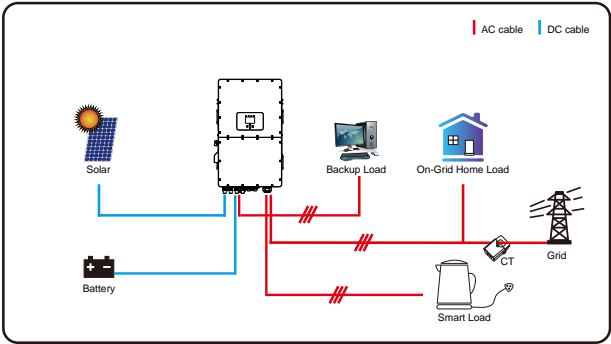 AC cable
DC cable
Solar
Backup Load
On-Grid Home Load
CT
Grid
Battery
Smart Load